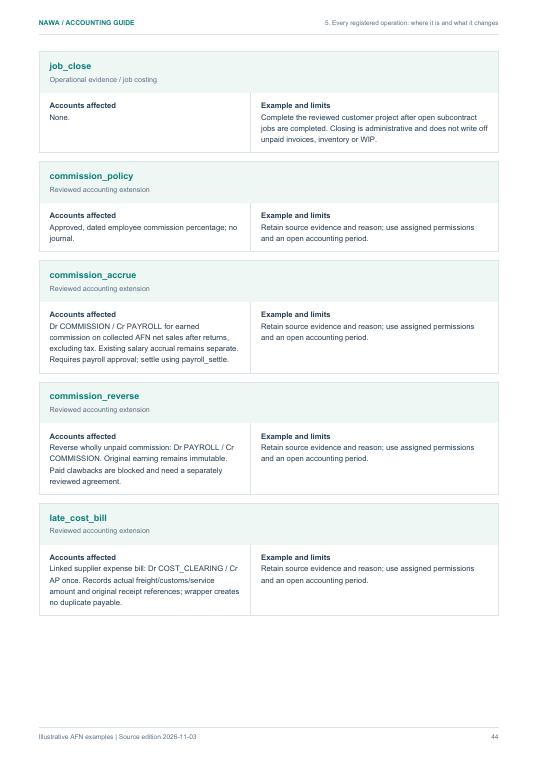 NAWA / ACCOUNTING GUIDE
5. Every registered operation: where it is and what it changes
job_close
Operational evidence / job costing
Accounts affected
None.
Example and limits
Complete the reviewed customer project after open subcontract
jobs are completed. Closing is administrative and does not write off
unpaid invoices, inventory or WIP.
commission_policy
Reviewed accounting extension
Accounts affected
Approved, dated employee commission percentage; no
journal.
Example and limits
Retain source evidence and reason; use assigned permissions
and an open accounting period.
commission_accrue
Reviewed accounting extension
Accounts affected
Dr COMMISSION / Cr PAYROLL for earned
commission on collected AFN net sales after returns,
excluding tax. Existing salary accrual remains separate.
Requires payroll approval; settle using payroll_settle.
Example and limits
Retain source evidence and reason; use assigned permissions
and an open accounting period.
commission_reverse
Reviewed accounting extension
Accounts affected
Reverse wholly unpaid commission: Dr PAYROLL / Cr
COMMISSION. Original earning remains immutable.
Paid clawbacks are blocked and need a separately
reviewed agreement.
Example and limits
Retain source evidence and reason; use assigned permissions
and an open accounting period.
late_cost_bill
Reviewed accounting extension
Accounts affected
Linked supplier expense bill: Dr COST_CLEARING / Cr
AP once. Records actual freight/customs/service
amount and original receipt references; wrapper creates
no duplicate payable.
Example and limits
Retain source evidence and reason; use assigned permissions
and an open accounting period.
Illustrative AFN examples | Source edition 2026-11-03
44